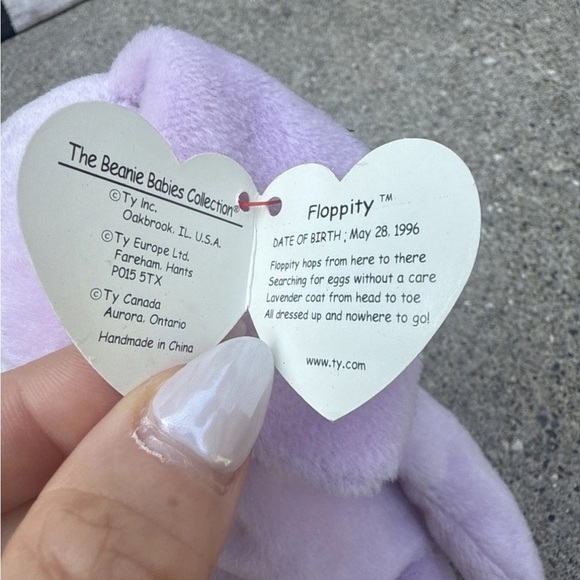 The Beanie Babies Collection®
©Ty Inc.
Oakbrook, IL. U.S.A.
©Ty Europe Ltd.
Fareham, Hants
PO15 5TX
©Ty Canada
Aurora, Ontario
Handmade in China
Floppity ™
DATE OF BIRTH ; May 28, 1996
Floppity hops from here to there
Searching for eggs without a care
Lavender coat from head to toe
All dressed up and nowhere to go!
www.ty.com